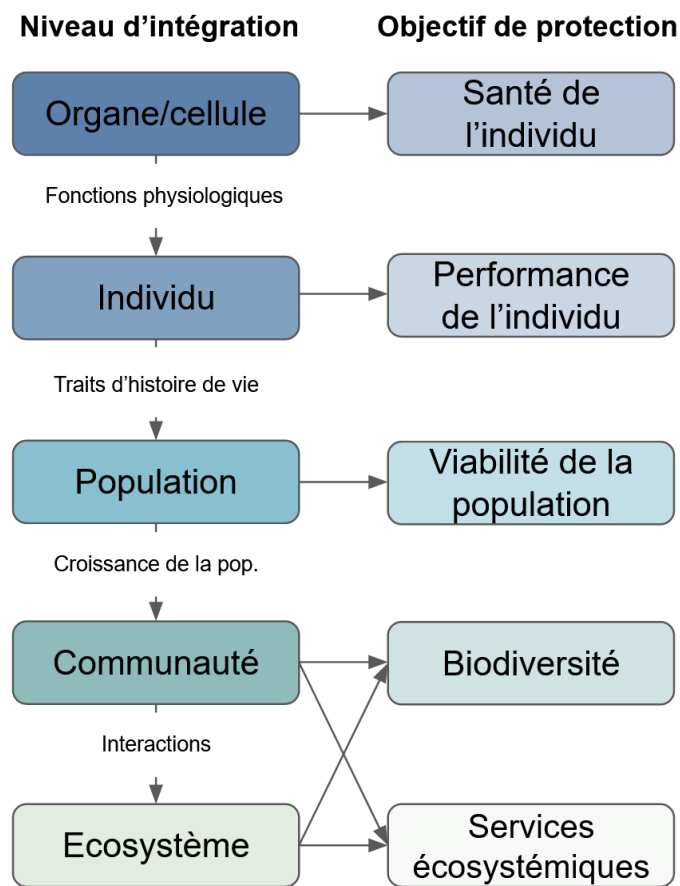 Niveau d’intégration
Objectif de protection
Organe/cellule
Santé de
l’individu
Fonctions physiologiques
Individu
Performance
de l’individu
Traits d’histoire de vie
Population
Viabilité de la
population
Croissance de la pop.
Communauté
Biodiversité
Interactions
Ecosystème
Services
écosystémiques